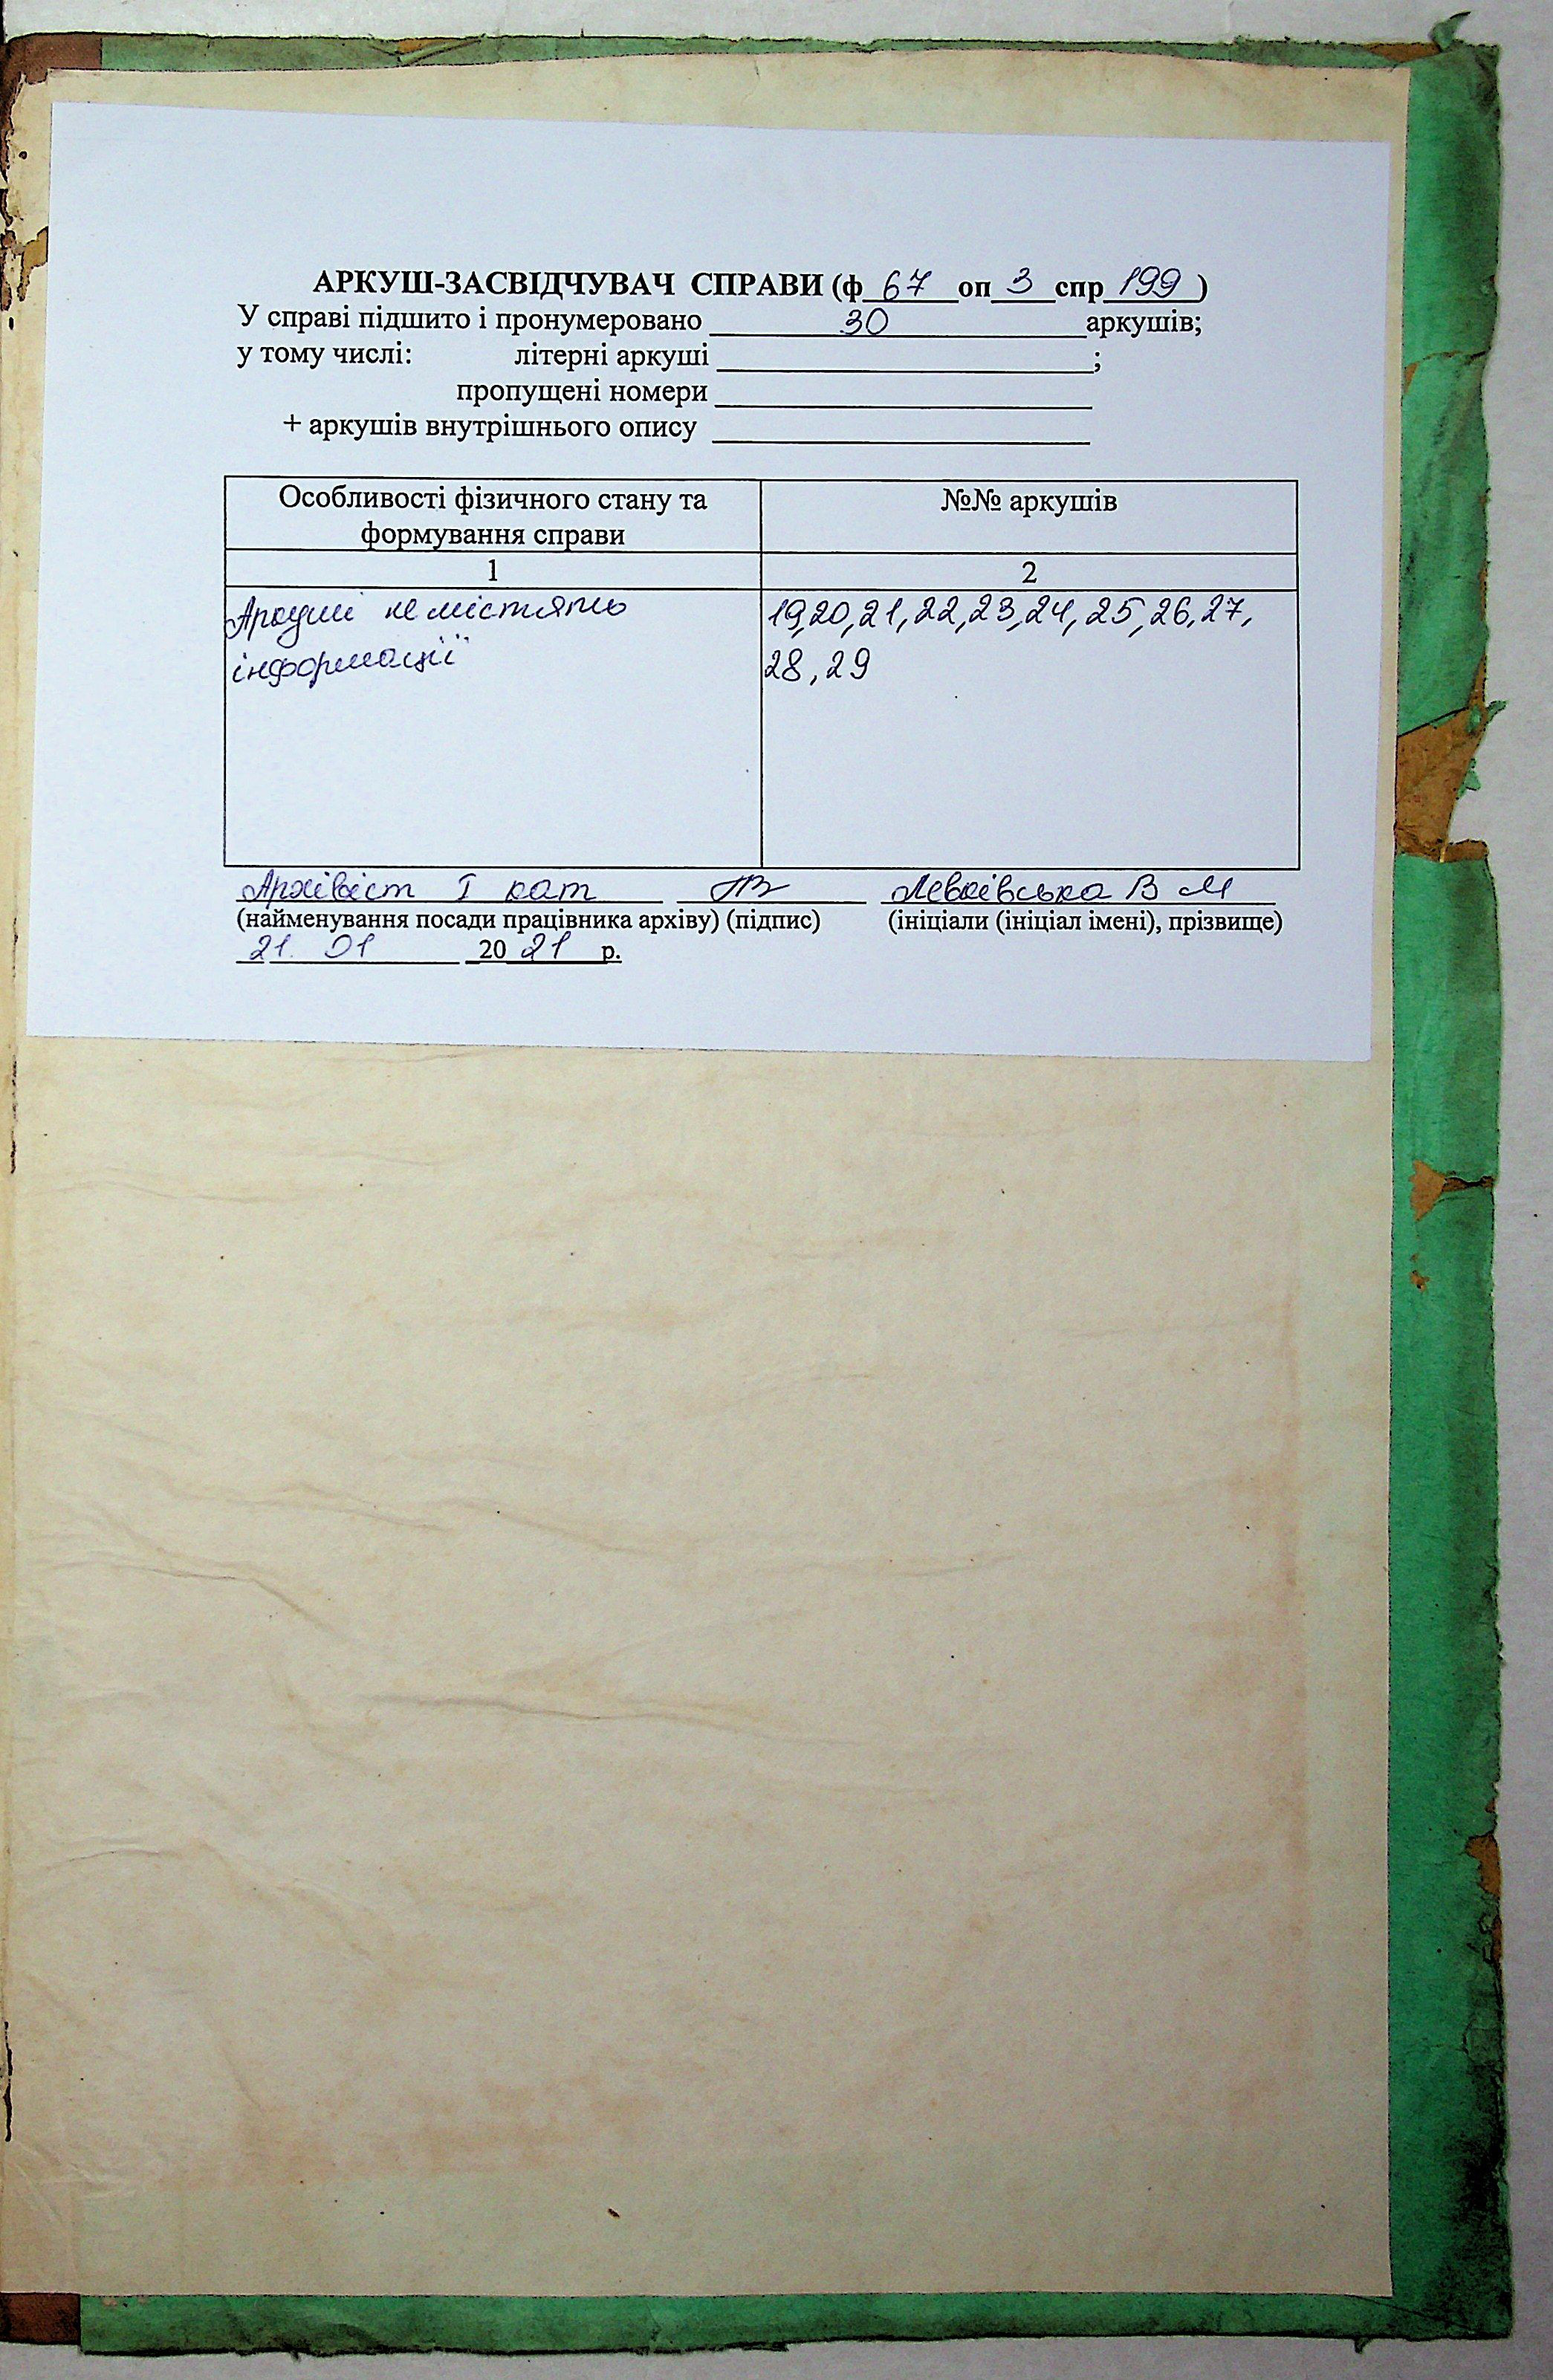 АРКУШ-ЗАСВІДЧУВАЧ СПРАВИ (ф 67 оп 3 спр 199 )
У справі підшито і пронумеровано 30 аркушів;
у тому числі: літерні аркуші ;
пропущені номери
+ аркушів внутрішнього опису
Особливості фізичного стану та №№ аркушів
формування справи
1 2
Аркуші не містять 19,20,21,22,23,24,25,26,27,
інформації 28,29
Архівіст I кат В М
(найменування посади працівника архіву) (підпис) (ініціали (ініціал імені), прізвище)
21. 01 2021 р.